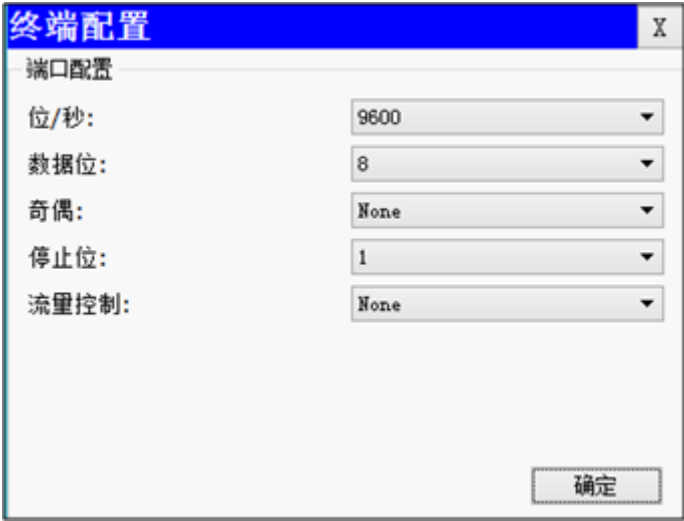 终端配置 X
端口配置
位/秒: 9600
数据位: 8
奇偶: None
停止位: 1
流量控制: None
确定